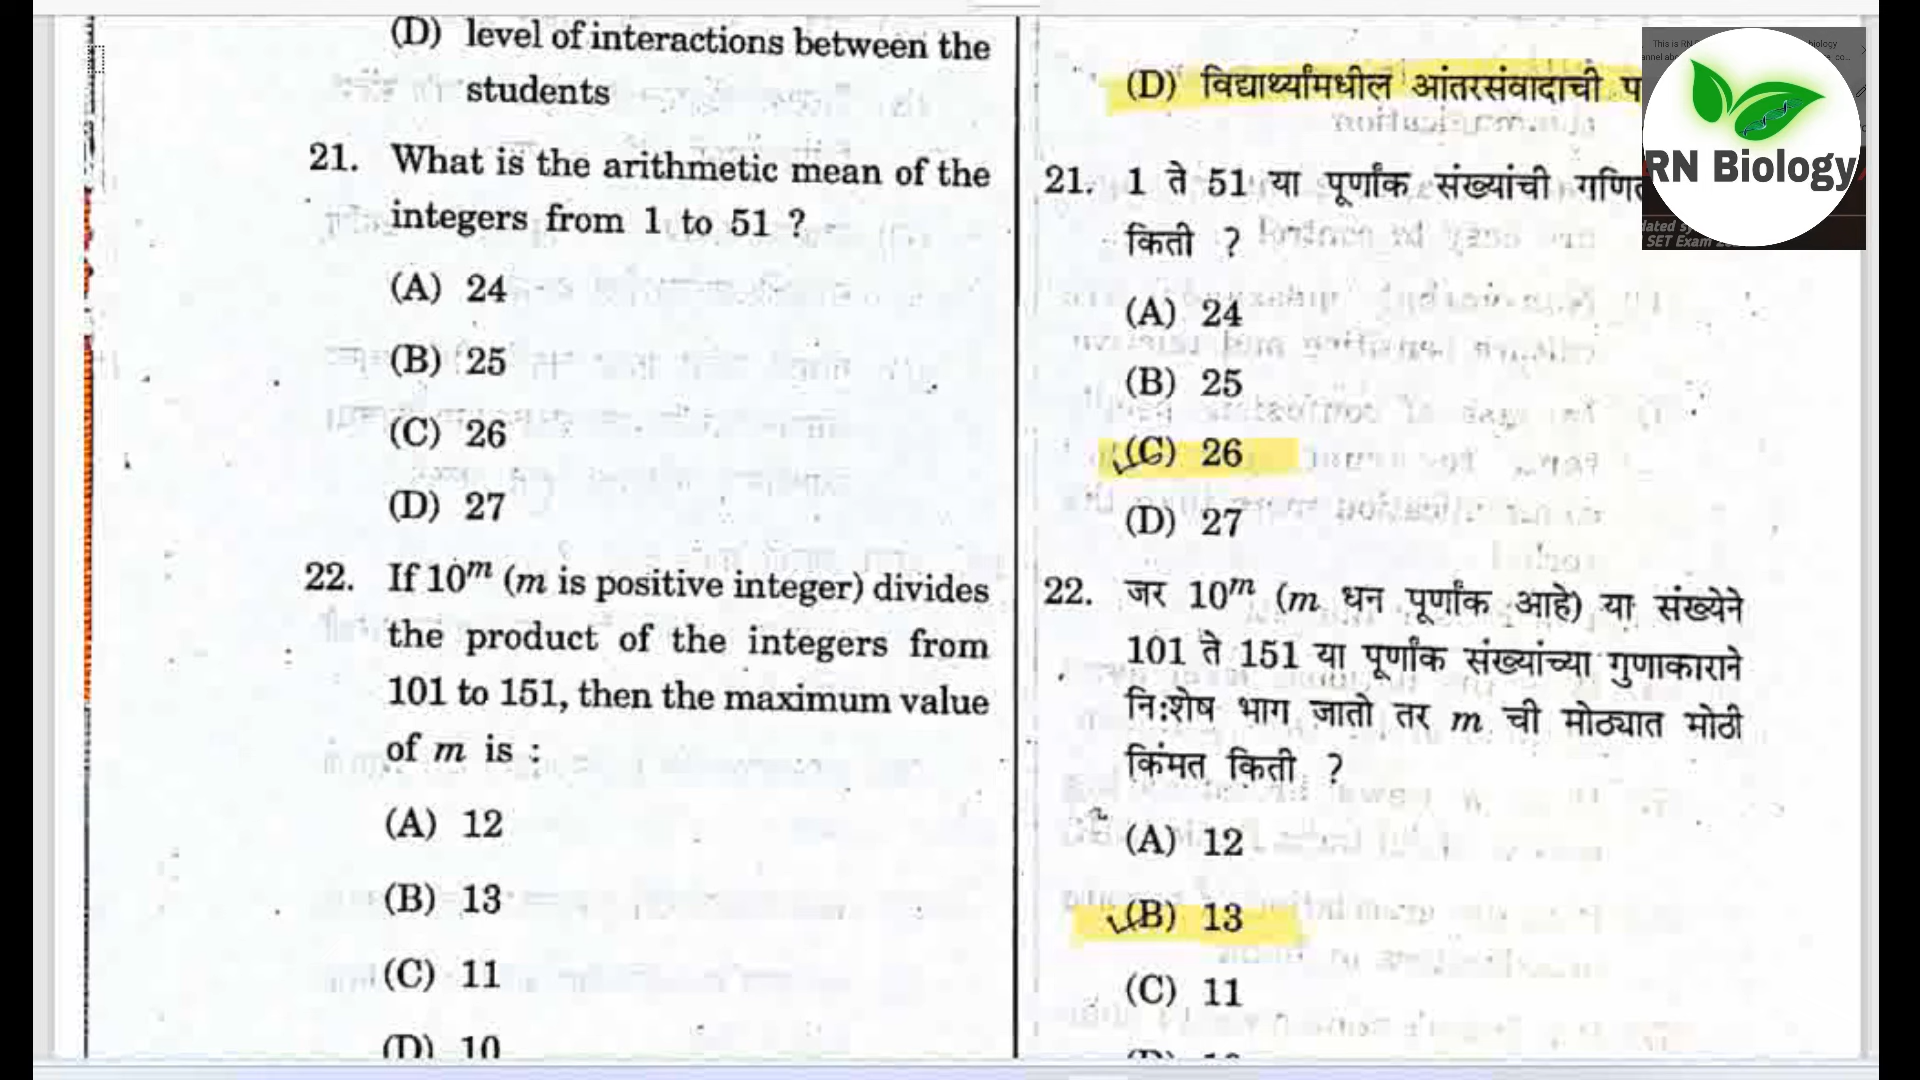 (D) level of interactions between the
students
21. What is the arithmetic mean of the
integers from 1 to 51 ?
(A) 24
(B) 25
(C) 26
(D) 27
22. If 10^m (m is positive integer) divides
the product of the integers from
101 to 151, then the maximum value
of m is :
(A) 12
(B) 13
(C) 11
(D) 10
(D) विद्यार्थ्यांमधील आंतरसंवादाची
21. 1 ते 51 या पूर्णांक संख्यांची
किती ?
(A) 24
(B) 25
(C) 26
(D) 27
22. जर 10^m (m धन पूर्णांक आहे) या संख्येने
101 ते 151 या पूर्णांक संख्यांच्या गुणाकाराने
नि:शेष भाग जातो तर m ची मोठ्यात मोठी
किंमत किती ?
(A) 12
(B) 13
(C) 11
RN Biology
SET Exam